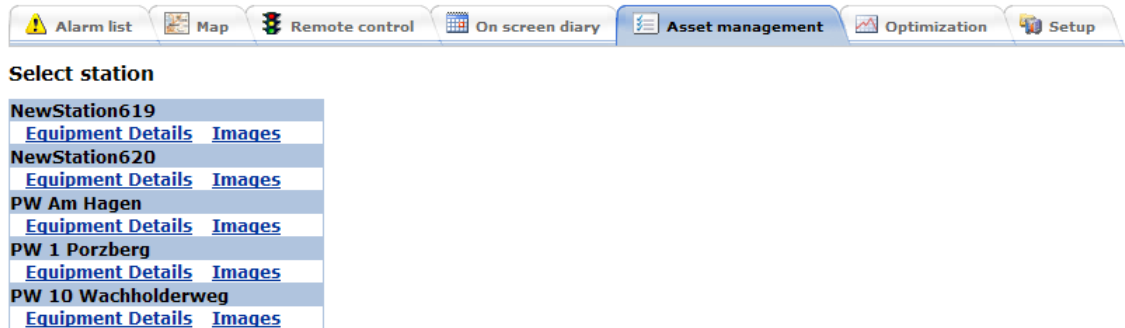 Alarm list Map Remote control On screen diary Asset management Optimization Setup
Select station
NewStation619
Equipment Details Images
NewStation620
Equipment Details Images
PW Am Hagen
Equipment Details Images
PW 1 Porzberg
Equipment Details Images
PW 10 Wachholderweg
Equipment Details Images